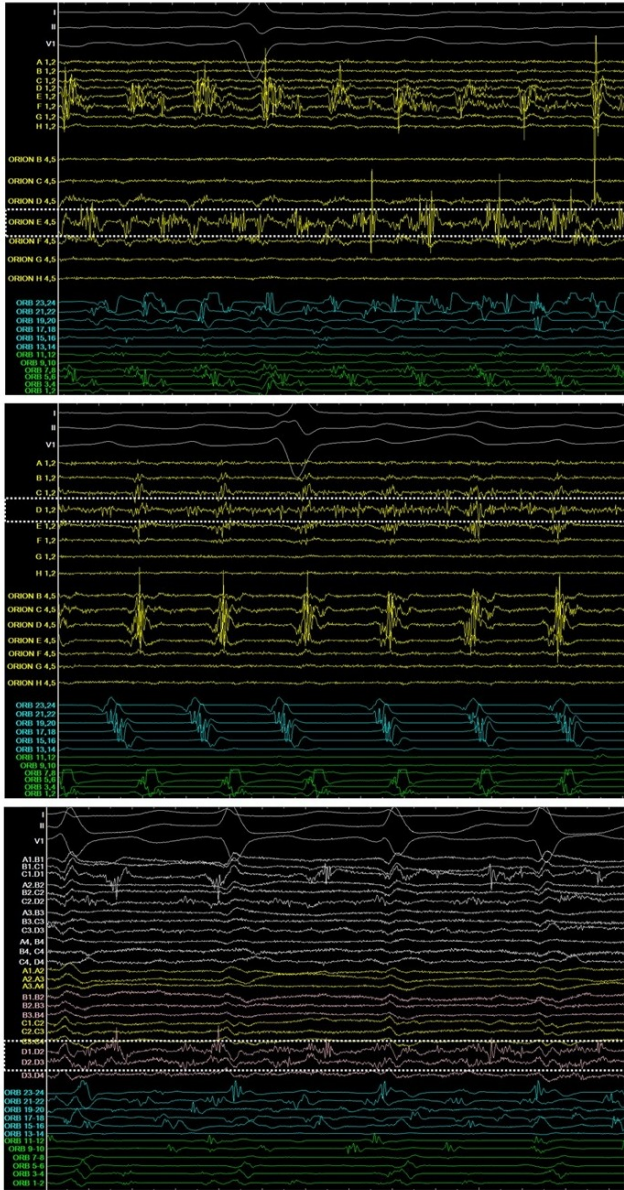 I
II
V1
A 1,2
B 1,2
C 1,2
D 1,2
E 1,2
F 1,2
G 1,2
H 1,2
ORION B 4,5
ORION C 4,5
ORION D 4,5
ORION E 4,5
ORION F 4,5
ORION G 4,5
ORION H 4,5
ORB 23,24
ORB 21,22
ORB 19,20
ORB 17,18
ORB 15,16
ORB 13,14
ORB 11,12
ORB 9,10
ORB 7,8
ORB 5,6
ORB 3,4
ORB 1,2
I
II
V1
A 1,2
B 1,2
C 1,2
D 1,2
E 1,2
F 1,2
G 1,2
H 1,2
ORION B 4,5
ORION C 4,5
ORION D 4,5
ORION E 4,5
ORION F 4,5
ORION G 4,5
ORION H 4,5
ORB 23,24
ORB 21,22
ORB 19,20
ORB 17,18
ORB 15,16
ORB 13,14
ORB 11,12
ORB 9,10
ORB 7,8
ORB 5,6
ORB 3,4
ORB 1,2
I
II
V1
A1.B1
B1.C1
C1.D1
A2.B2
B2.C2
C2.D2
A3.B3
B3.C3
C3.D3
A4, B4
B4, C4
C4, D4
A1.A2
A2.A3
A3.A4
B1.B2
B2.B3
B3.B4
C1.C2
C2.C3
C3.C4
D1.D2
D2.D3
D3.D4
ORB 23-24
ORB 21-22
ORB 19-20
ORB 17-18
ORB 15-16
ORB 13-14
ORB 11-12
ORB 9-10
ORB 7-8
ORB 5-6
ORB 3-4
ORB 1-2